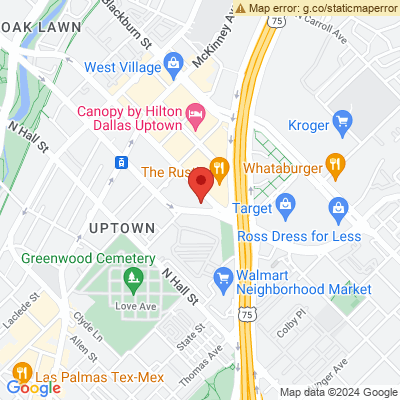 Map error: g.co/staticmaperror
OAK LAWN
Blackburn St
McKinney Ave
75
N Carroll Ave
West Village
Canopy by Hilton
Dallas Uptown
Kroger
N Hall St
The Rustic
Whataburger
Target
UPTOWN
Ross Dress for Less
Greenwood Cemetery
Walmart
Neighborhood Market
Love Ave
N Hall St
Laclede St
Clyde Ln
State St
75
Colby Pl
Allen St
Thomas Ave
Las Palmas Tex-Mex
Google
Map data ©2024 Google